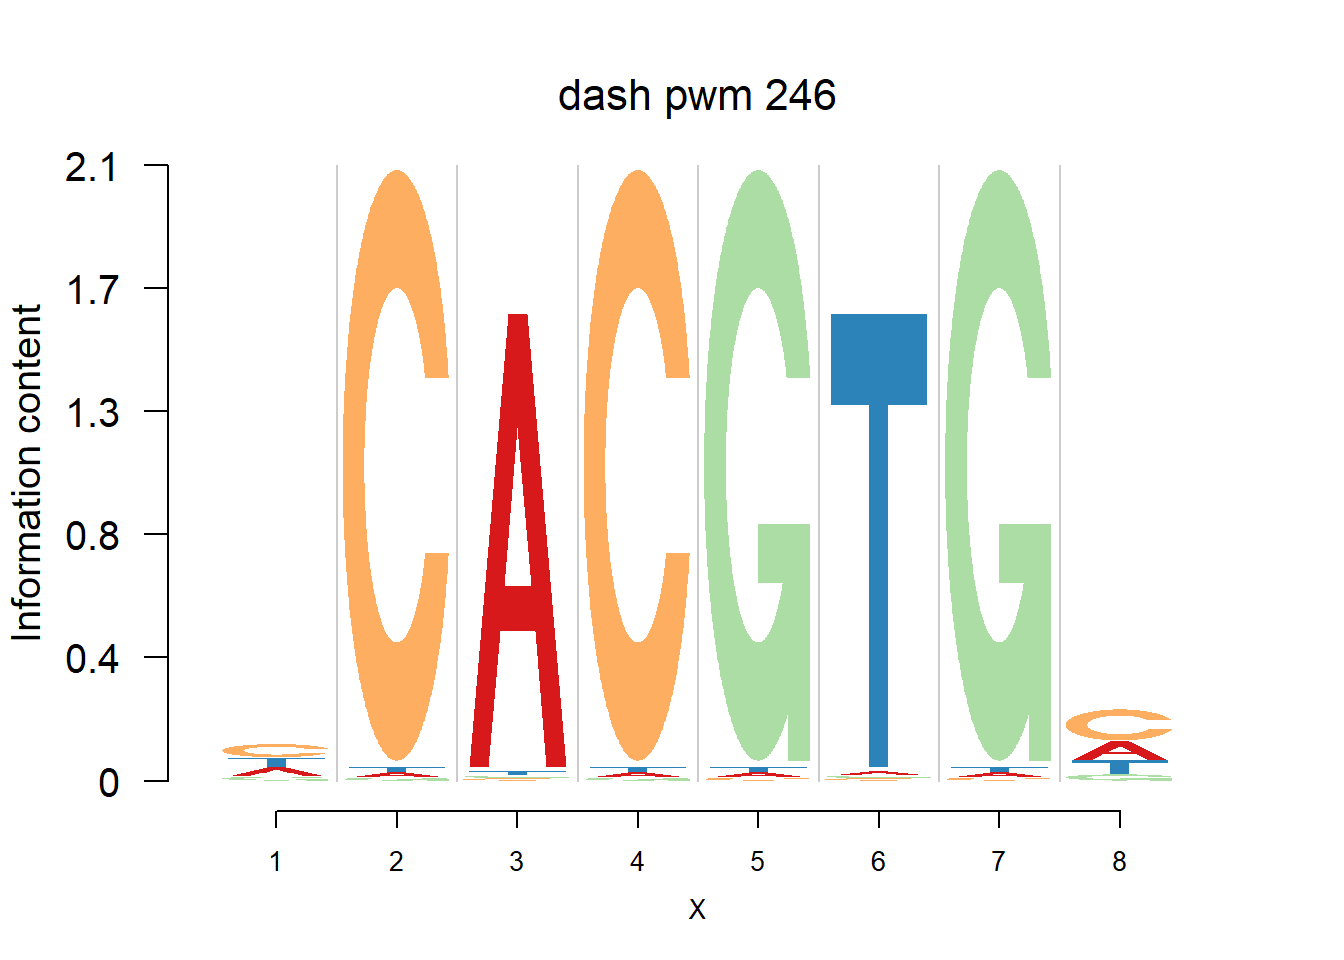 dash pwm 246
Information content
2.1
1.7
1.3
0.8
0.4
0
C A C G T G C
T A
A T
G
1 2 3 4 5 6 7 8
X